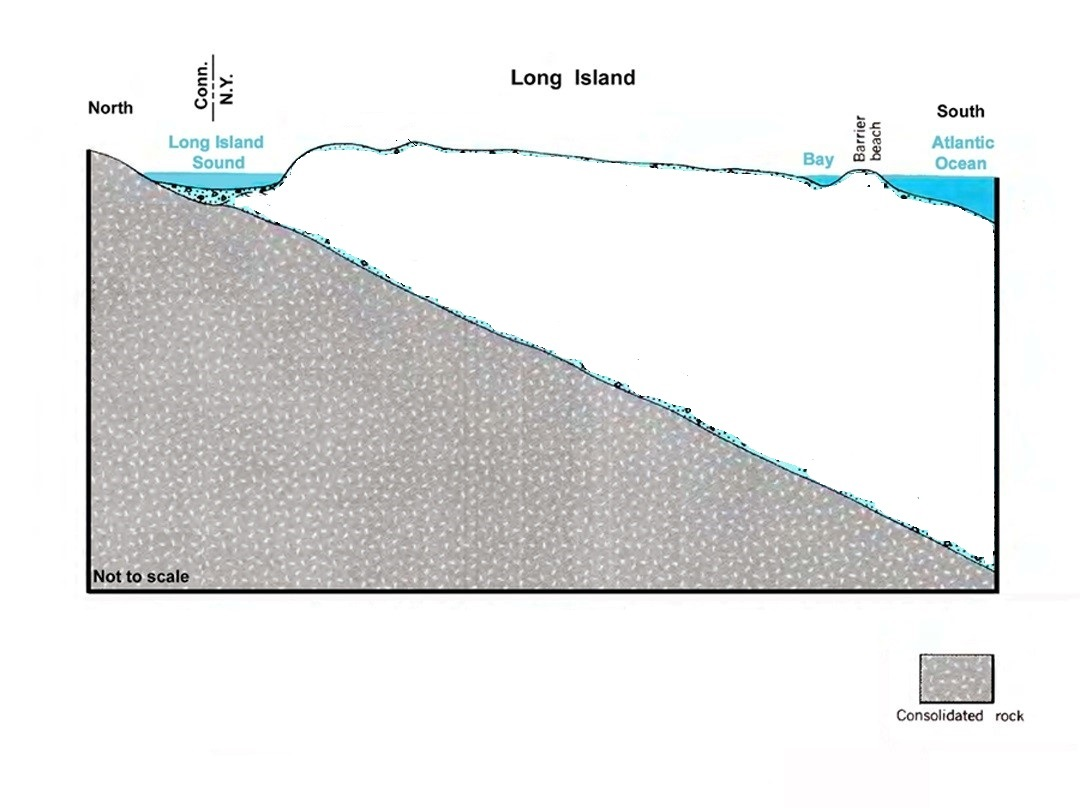 Long Island
Conn.
N.Y.
North
South
Long Island
Sound
Bay
Barrier
beach
Atlantic
Ocean
Not to scale
Consolidated rock